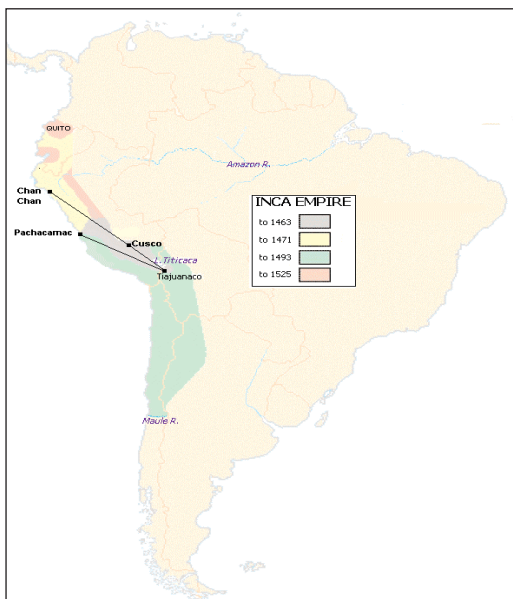 QUITO
Amazon R.
Chan
Chan
INCA EMPIRE
to 1463
to 1471
to 1493
to 1525
Pachacamac
Cusco
L.Titicaca
Tiajuanaco
Maule R.